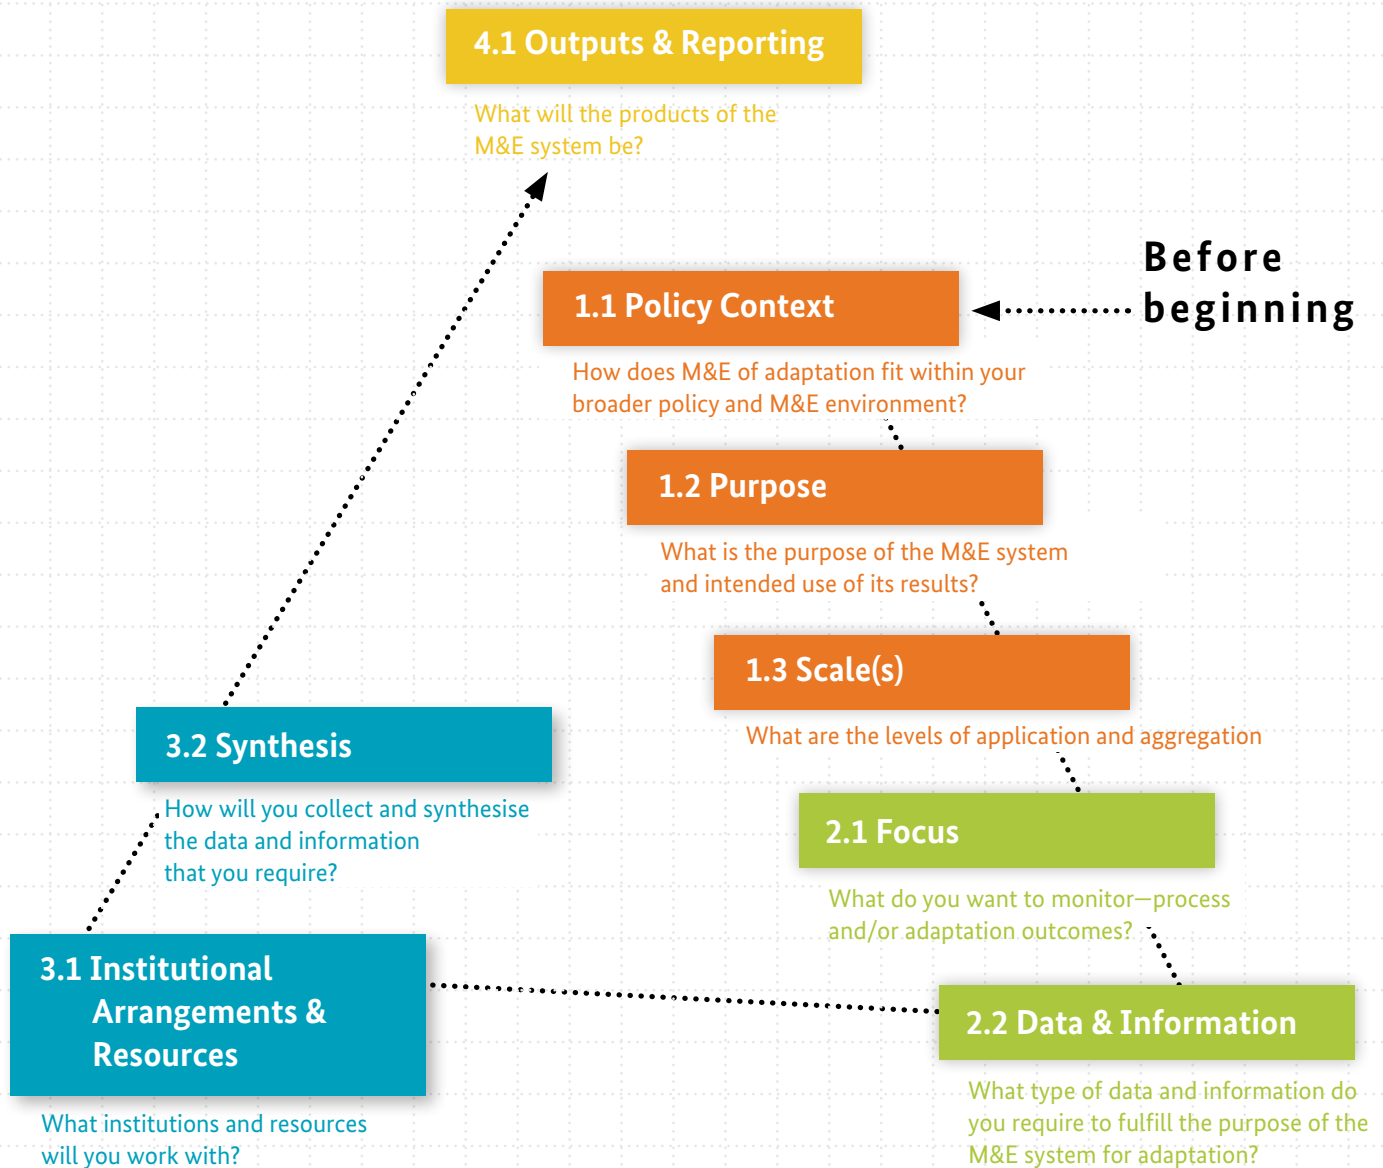 4.1 Outputs & Reporting
What will the products of the
M&E system be?
Before
beginning
1.1 Policy Context
How does M&E of adaptation fit within your
broader policy and M&E environment?
1.2 Purpose
What is the purpose of the M&E system
and intended use of its results?
1.3 Scale(s)
What are the levels of application and aggregation
2.1 Focus
What do you want to monitor—process
and/or adaptation outcomes?
2.2 Data & Information
What type of data and information do
you require to fulfill the purpose of the
M&E system for adaptation?
3.1 Institutional
Arrangements &
Resources
What institutions and resources
will you work with?
3.2 Synthesis
How will you collect and synthesise
the data and information
that you require?